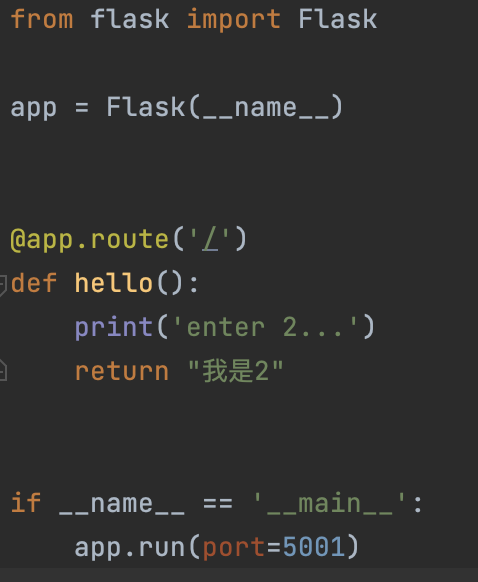 from flask import Flask
app = Flask(__name__)
@app.route('/')
def hello():
    print('enter 2...')
    return "我是2"
if __name__ == '__main__':
    app.run(port=5001)